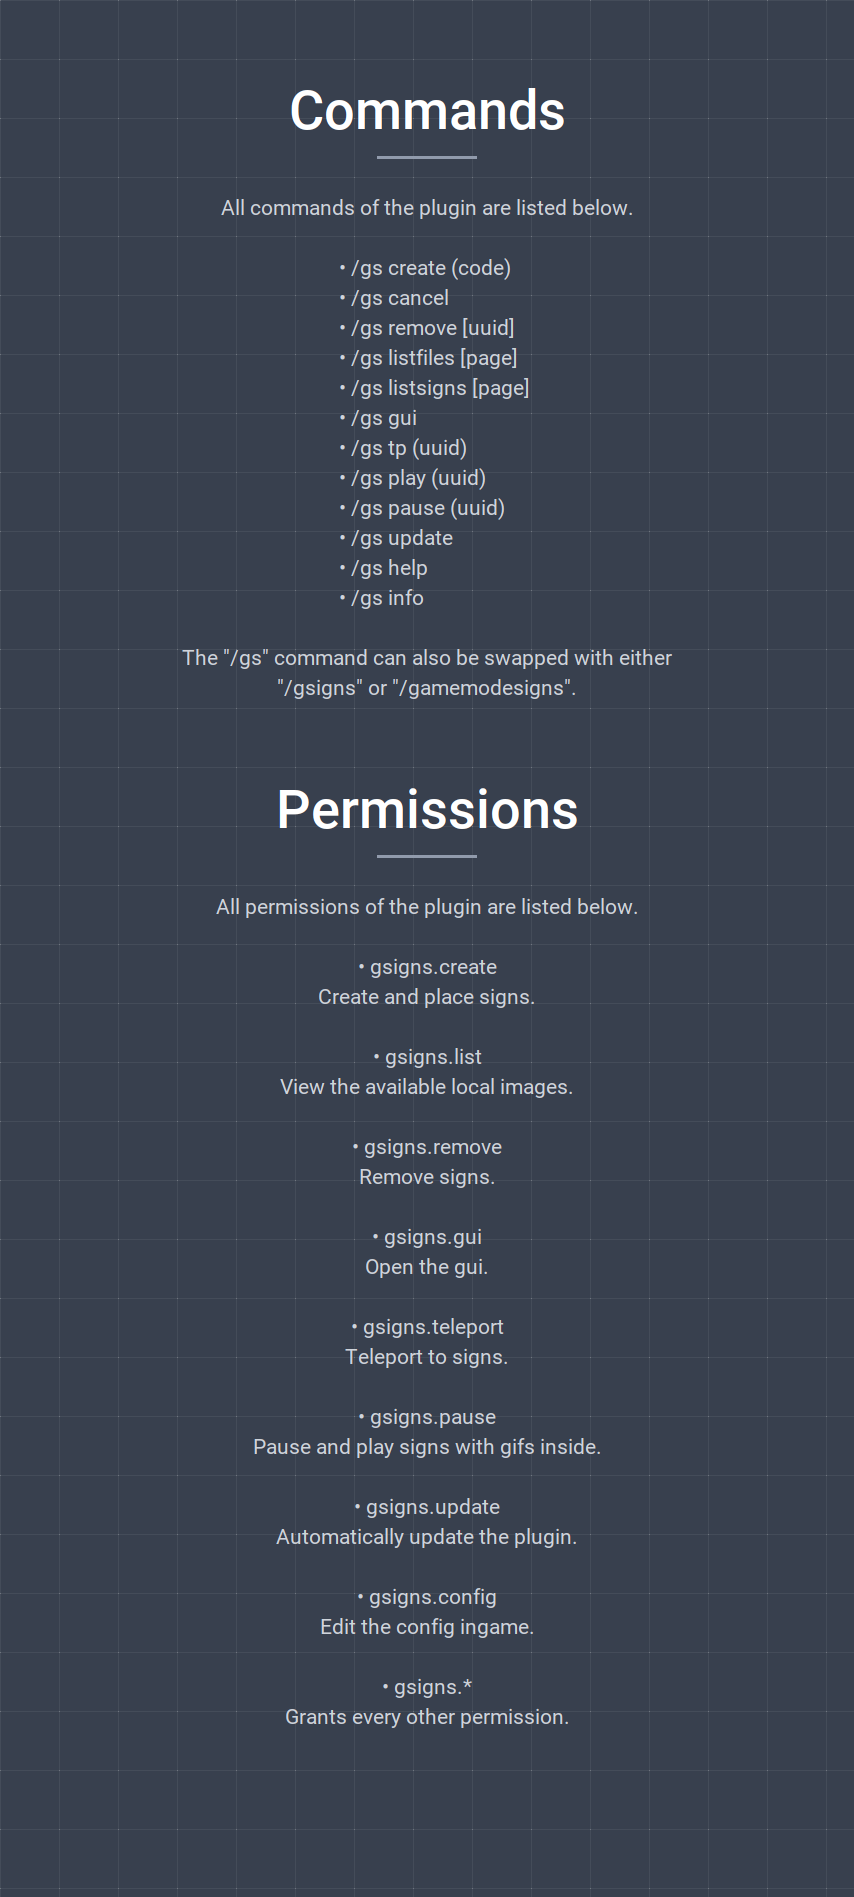 Commands
All commands of the plugin are listed below.
• /gs create (code)
• /gs cancel
• /gs remove [uuid]
• /gs listfiles [page]
• /gs listsigns [page]
• /gs gui
• /gs tp (uuid)
• /gs play (uuid)
• /gs pause (uuid)
• /gs update
• /gs help
• /gs info
The "/gs" command can also be swapped with either
"/gsigns" or "/gamemodesigns".
Permissions
All permissions of the plugin are listed below.
• gsigns.create
Create and place signs.
• gsigns.list
View the available local images.
• gsigns.remove
Remove signs.
• gsigns.gui
Open the gui.
• gsigns.teleport
Teleport to signs.
• gsigns.pause
Pause and play signs with gifs inside.
• gsigns.update
Automatically update the plugin.
• gsigns.config
Edit the config ingame.
• gsigns.*
Grants every other permission.